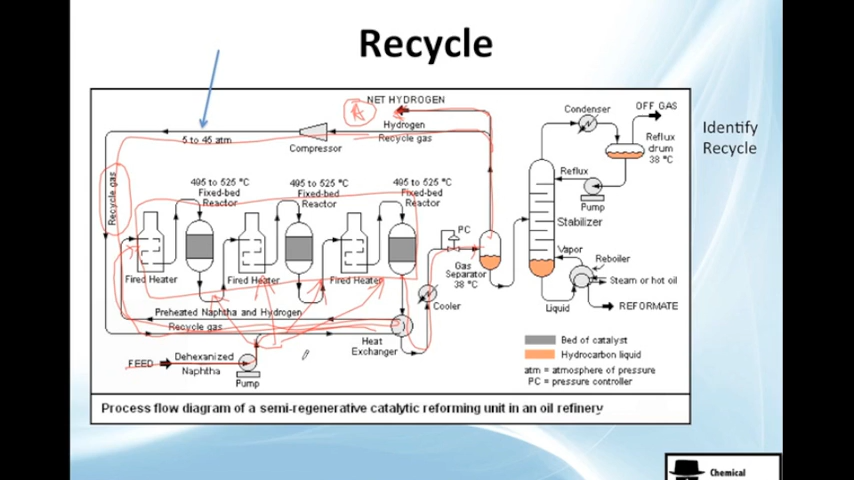 Recycle
NET HYDROGEN
Hydrogen
Recycle gas
5 to 45 atm
Compressor
Condenser
OFF GAS
Reflux
drum
38 °C
Identify
Recycle
Recycle gas
495 to 525 °C
Fixed-bed
Reactor
495 to 525 °C
Fixed-bed
Reactor
495 to 525 °C
Fixed-bed
Reactor
Reflux
Pump
PC
Stabilizer
Vapor
Reboiler
Fired Heater
Fired Heater
Fired Heater
Gas
Separator
38 °C
Steam or hot oil
Cooler
Liquid
REFORMATE
Preheated Naphtha and Hydrogen
Recycle gas
Heat
Exchanger
FEED
Dehexanized
Naphtha
Pump
Bed of catalyst
Hydrocarbon liquid
atm = atmosphere of pressure
PC = pressure controller
Process flow diagram of a semi-regenerative catalytic reforming unit in an oil refinery
Chemical